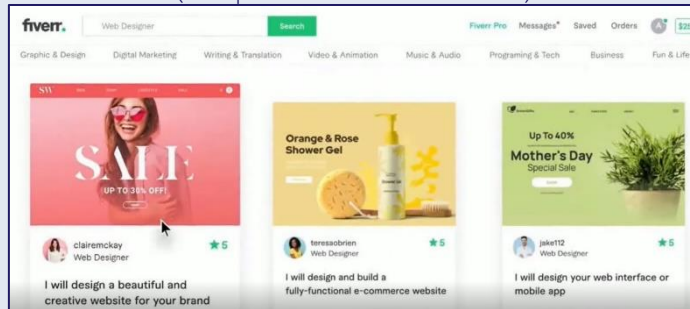 fiverr.
Web Designer
Search
Fiverr Pro Messages Saved Orders
Graphic & Design Digital Marketing Writing & Translation Video & Animation Music & Audio Programing & Tech Business Fun & Life
SW
SALE
UP TO 30% OFF!
Orange & Rose
Shower Gel
Up To 40%
Mother's Day
Special Sale
clairemckay 5
Web Designer
teresaobrien 5
Web Designer
jake112 5
Web Designer
I will design a beautiful and
creative website for your brand
I will design and build a
fully-functional e-commerce website
I will design your web interface or
mobile app